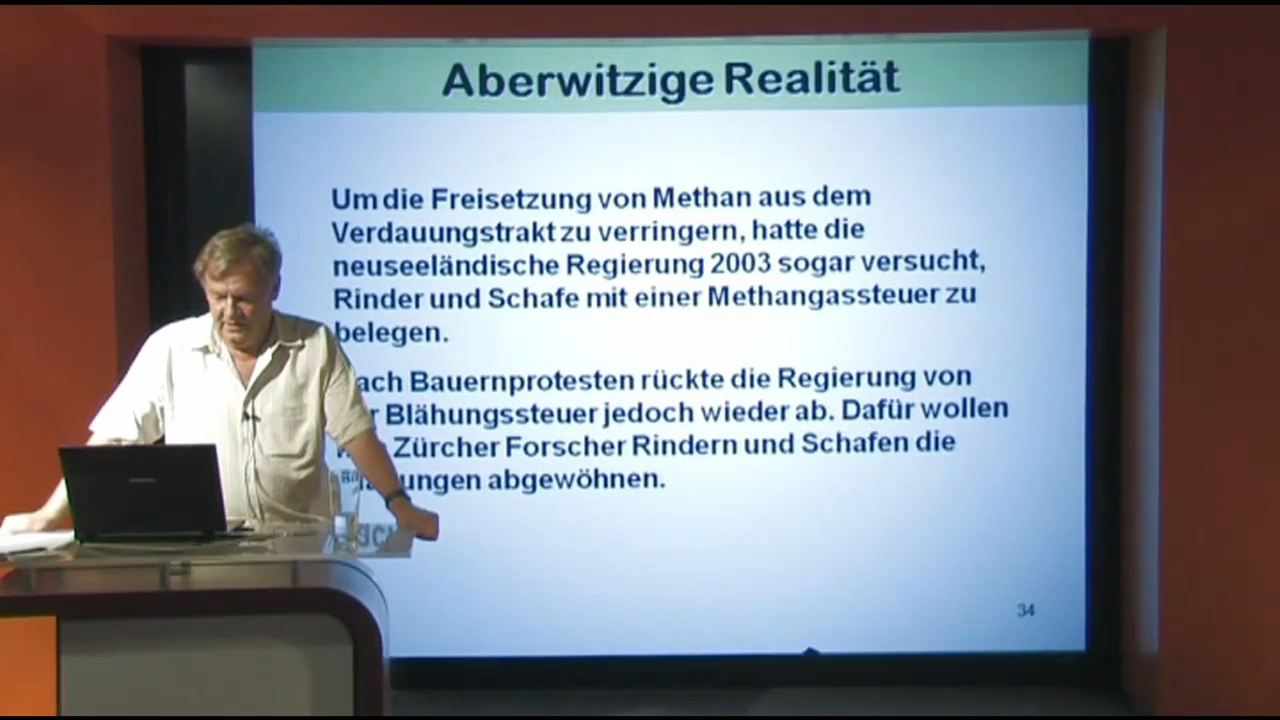 Aberwitzige Realität
Um die Freisetzung von Methan aus dem
Verdauungstrakt zu verringern, hatte die
neuseeländische Regierung 2003 sogar versucht,
Rinder und Schafe mit einer Methangassteuer zu
belegen.
ach Bauernprotesten rückte die Regierung von
r Blähungssteuer jedoch wieder ab. Dafür wollen
Zürcher Forscher Rindern und Schafen die
ungen abgewöhnen.
34